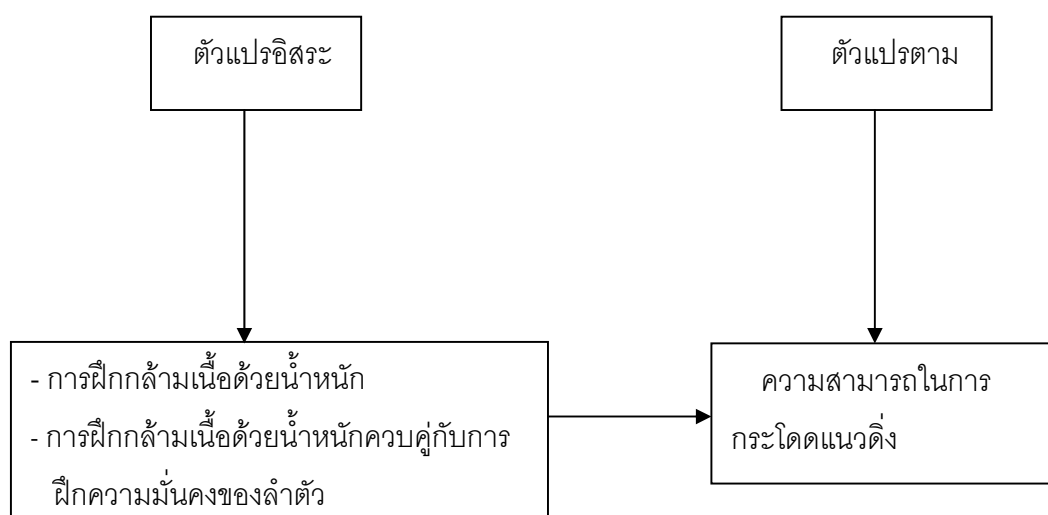 ตัวแปรอิสระ
ตัวแปรตาม
- การฝึกกล้ามเนื้อด้วยน้ำหนัก
- การฝึกกล้ามเนื้อด้วยน้ำหนักควบคู่กับการ
ฝึกความมั่นคงของลำตัว
ความสามารถในการ
กระโดดแนวดิ่ง